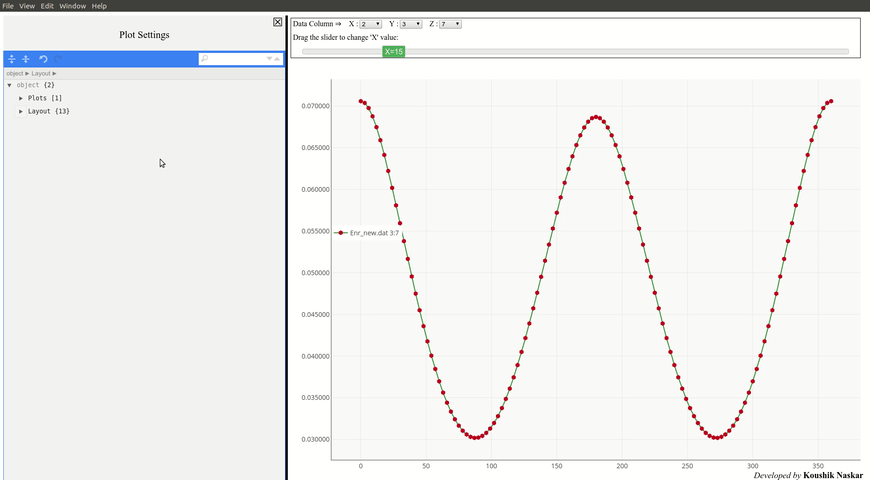 File View Edit Window Help
Plot Settings
object ▶ Layout ▶
object {2}
Plots [1]
Layout {13}
Data Column ⇒ X : 2 Y : 3 Z : 7
Drag the slider to change 'X' value:
X=15
0.070000
0.065000
0.060000
0.055000
0.050000
0.045000
0.040000
0.035000
0.030000
Enr_new.dat 3:7
0 50 100 150 200 250 300 350
Developed by Koushik Naskar